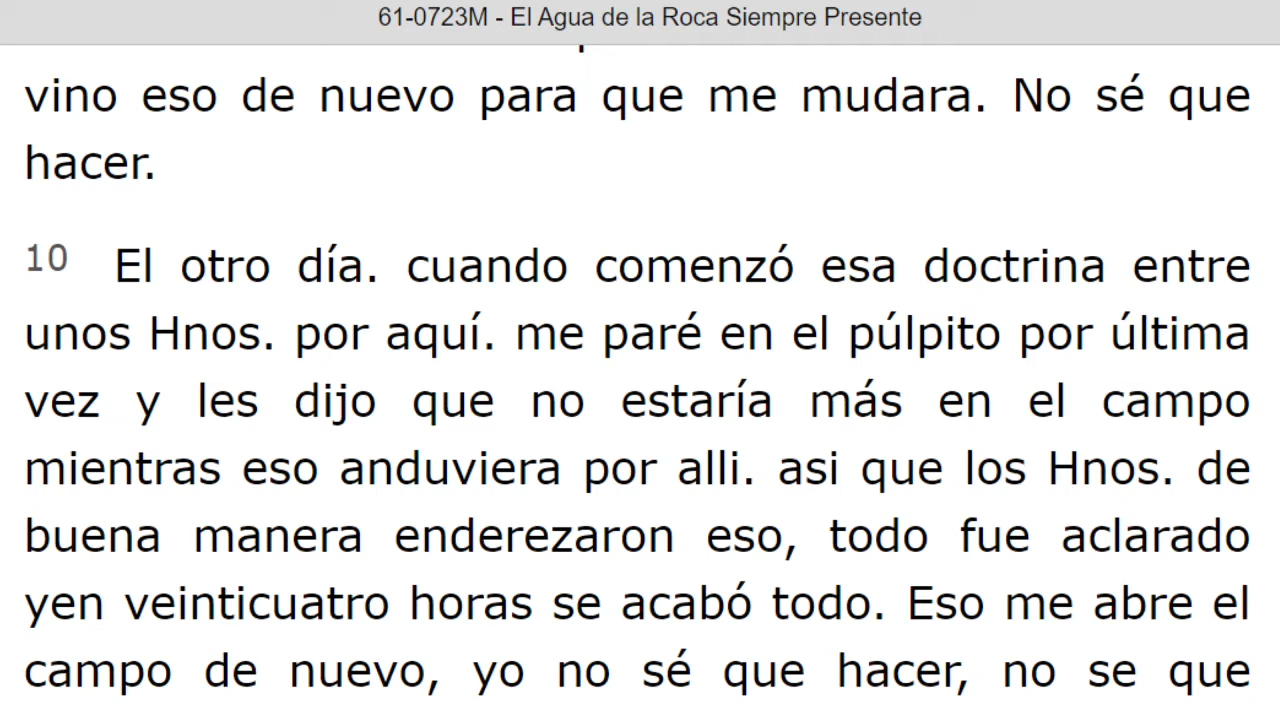 61-0723M - El Agua de la Roca Siempre Presente
vino eso de nuevo para que me mudara. No sé que
hacer.
10 El otro día. cuando comenzó esa doctrina entre
unos Hnos. por aquí. me paré en el púlpito por última
vez y les dijo que no estaría más en el campo
mientras eso anduviera por alli. asi que los Hnos. de
buena manera enderezaron eso, todo fue aclarado
yen veinticuatro horas se acabó todo. Eso me abre el
campo de nuevo, yo no sé que hacer, no se que